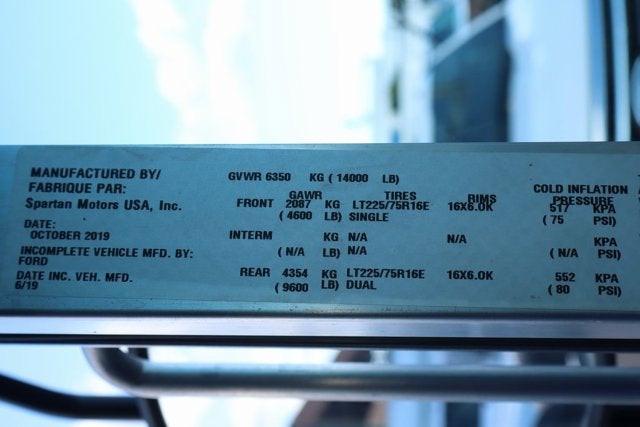 MANUFACTURED BY/
FABRIQUE PAR:
Spartan Motors USA, Inc.
DATE:
OCTOBER 2019
INCOMPLETE VEHICLE MFD. BY:
FORD
DATE INC. VEH. MFD.
6/19
GVWR 6350 KG ( 14000 LB)
GAWR TIRES RIMS COLD INFLATION PRESSURE
FRONT 2087 KG LT225/75R16E 16X6.0K 517 KPA
( 4600 LB) SINGLE ( 75 PSI)
INTERM KG N/A N/A KPA
( N/A LB) N/A ( N/A PSI)
REAR 4354 KG LT225/75R16E 16X6.0K 552 KPA
( 9600 LB) DUAL ( 80 PSI)